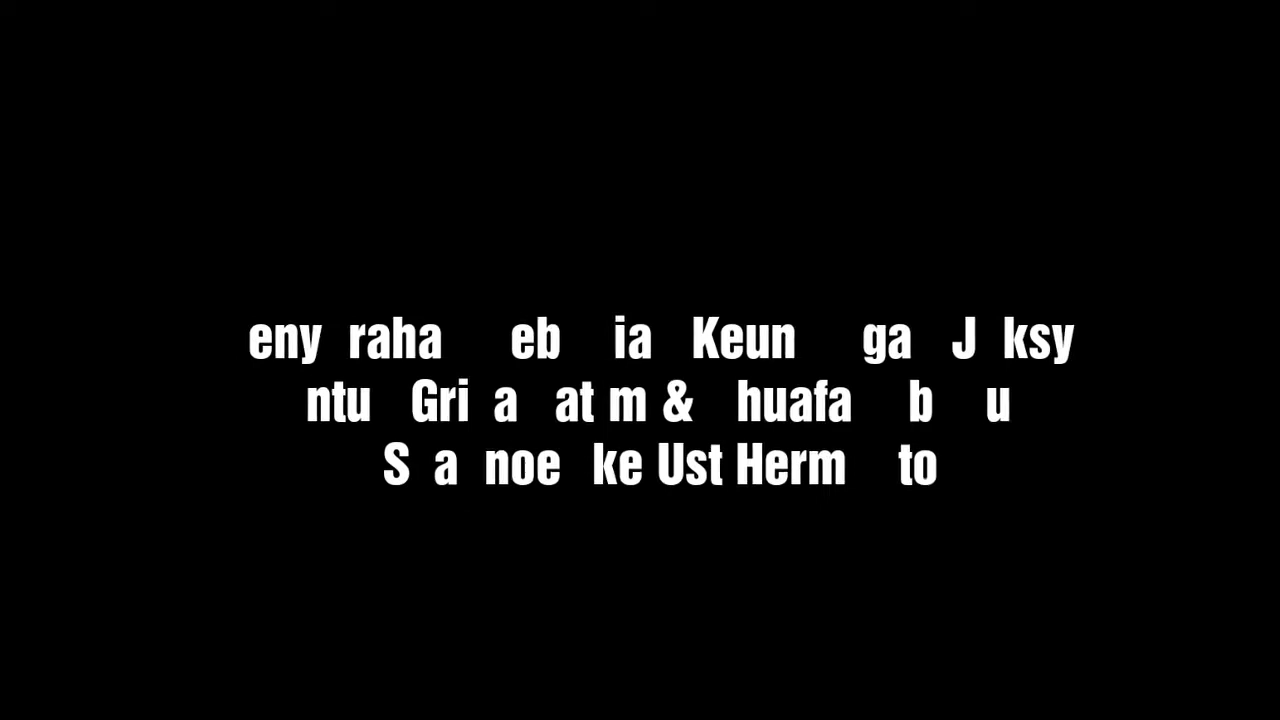 eny raha eb ia Keun ga J ksy
ntu Gri a at m & huafa b u
S a noe ke Ust Herm to